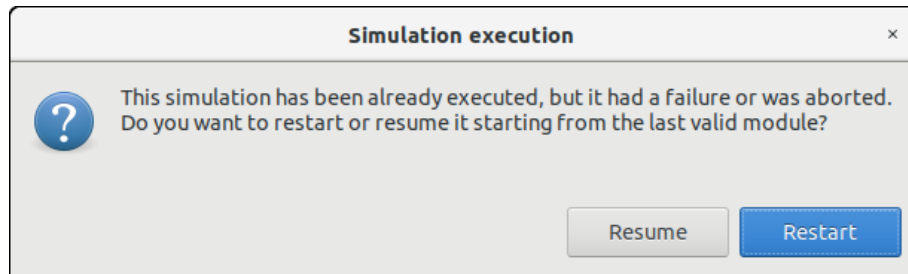 Simulation execution
This simulation has been already executed, but it had a failure or was aborted.
Do you want to restart or resume it starting from the last valid module?
Resume Restart